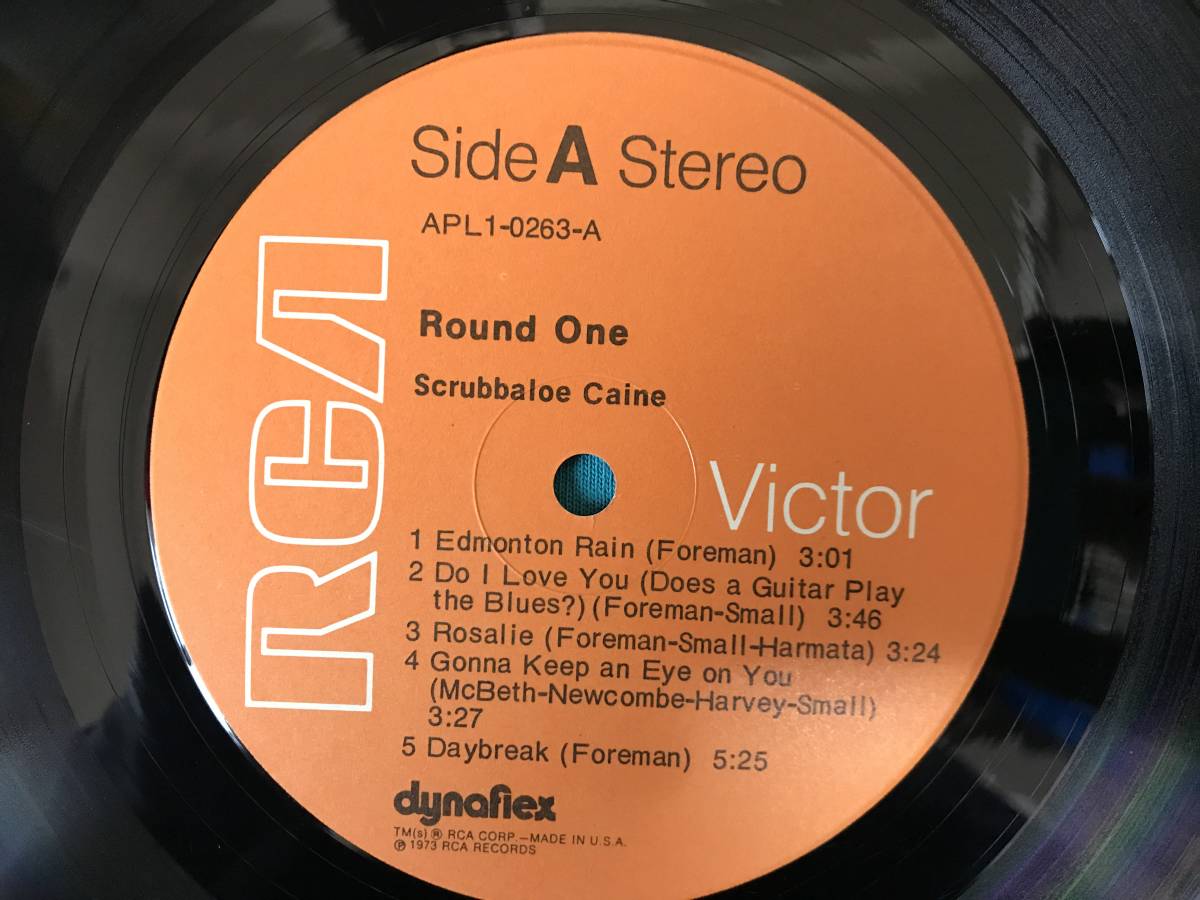 Side A Stereo
APL1-0263-A
Round One
Scrubbaloe Caine
RCA
Victor
1 Edmonton Rain (Foreman) 3:01
2 Do I Love You (Does a Guitar Play
the Blues?) (Foreman-Small) 3:46
3 Rosalie (Foreman-Small-Harmata) 3:24
4 Gonna Keep an Eye on You
(McBeth-Newcombe-Harvey-Small)
3:27
5 Daybreak (Foreman) 5:25
dynaflex
TM(s) ® RCA CORP.—MADE IN U.S.A.
℗ 1973 RCA RECORDS